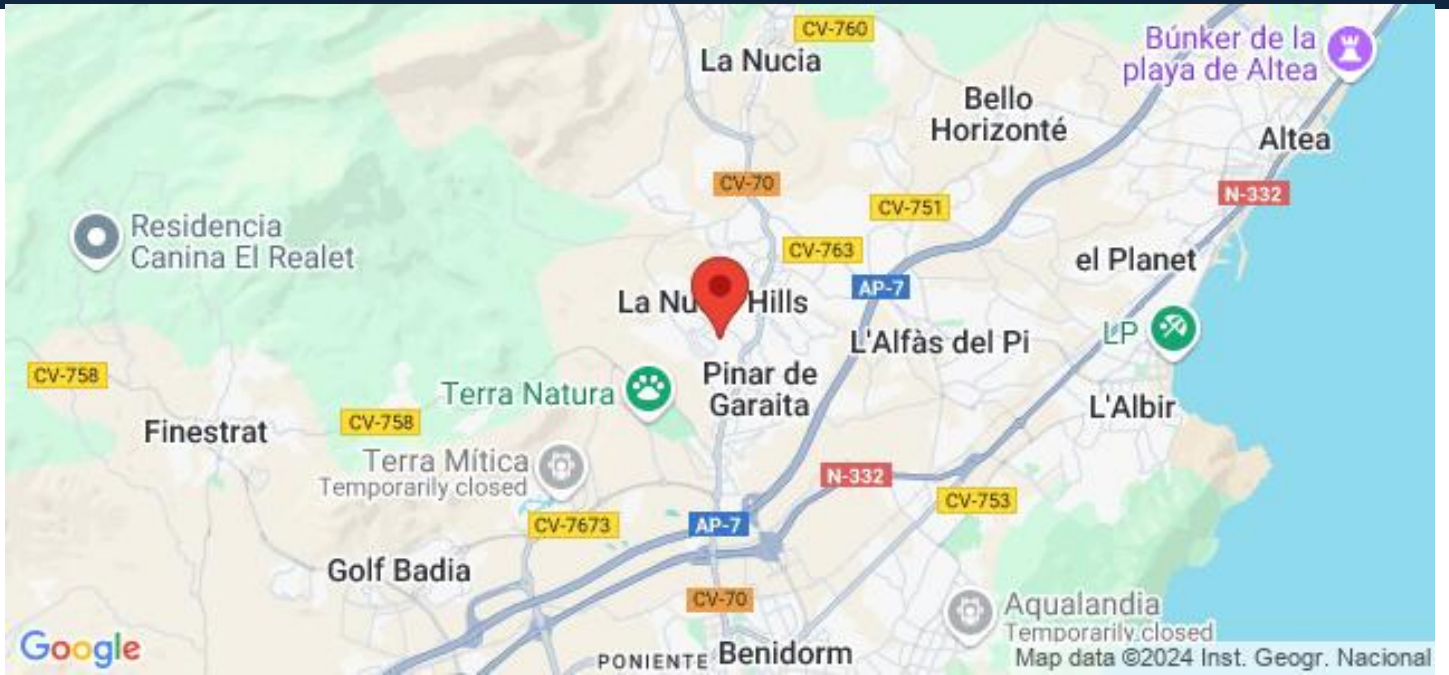 CV-760
La Nucia
Búnker de la
playa de Altea
Bello
Horizonté
Altea
CV-70
CV-751
N-332
Residencia
Canina El Realet
CV-763
el Planet
AP-7
La Nu Hills
L'Alfàs del Pi
LP
CV-758
Terra Natura
Pinar de
Garaita
L'Albir
Finestrat
CV-758
Terra Mítica
Temporarily closed
N-332
CV-753
CV-7673
AP-7
Golf Badia
CV-70
Aqualandia
Temporarily closed
Google
PONIENTE
Benidorm
Map data ©2024 Inst. Geogr. Nacional